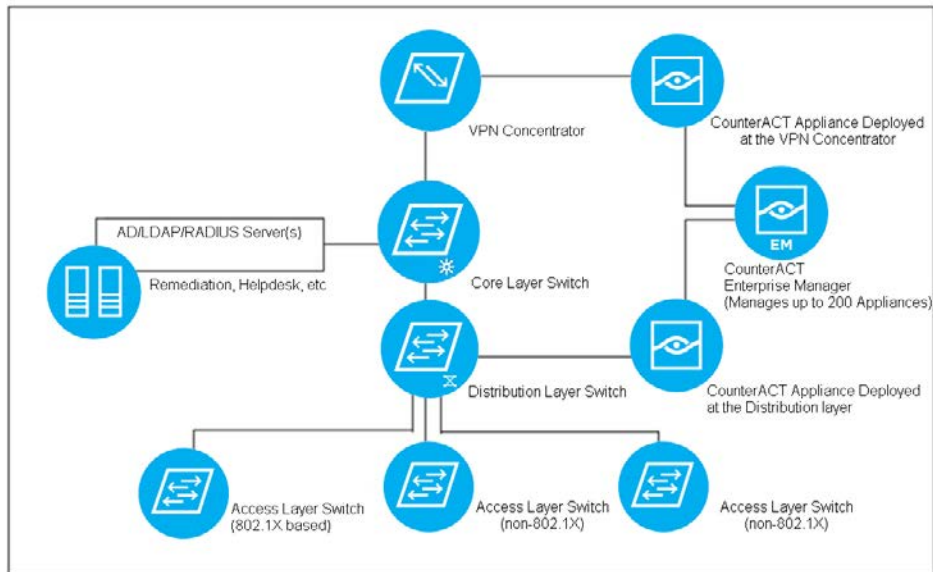 VPN Concentrator
CounterACT Appliance Deployed
at the VPN Concentrator
AD/LDAP/RADIUS Server(s)
Remediation, Helpdesk, etc
Core Layer Switch
EM
CounterACT
Enterprise Manager
(Manages up to 200 Appliances)
Distribution Layer Switch
CounterACT Appliance Deployed
at the Distribution layer
Access Layer Switch
(802.1X based)
Access Layer Switch
(non-802.1X)
Access Layer Switch
(non-802.1X)